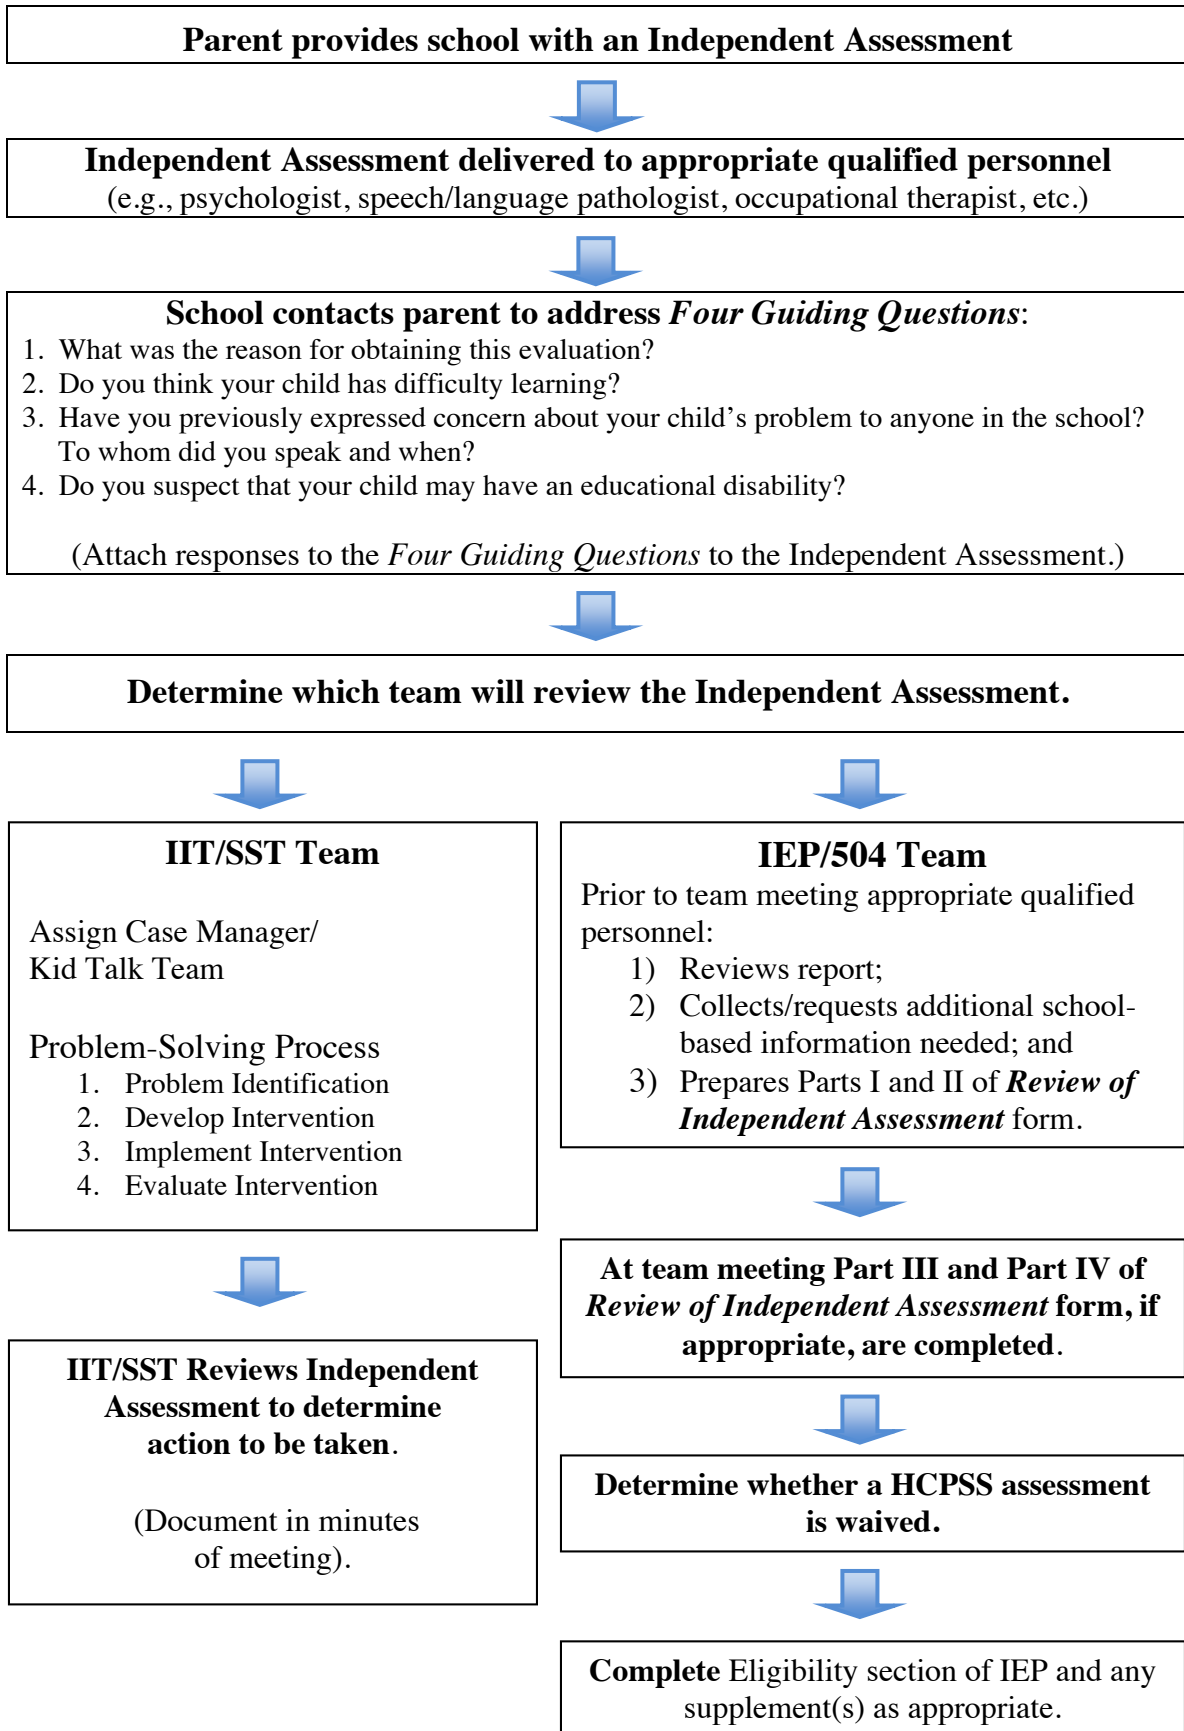 Parent provides school with an Independent Assessment
Independent Assessment delivered to appropriate qualified personnel
(e.g., psychologist, speech/language pathologist, occupational therapist, etc.)
School contacts parent to address Four Guiding Questions:
1. What was the reason for obtaining this evaluation?
2. Do you think your child has difficulty learning?
3. Have you previously expressed concern about your child's problem to anyone in the school?
To whom did you speak and when?
4. Do you suspect that your child may have an educational disability?
(Attach responses to the Four Guiding Questions to the Independent Assessment.)
Determine which team will review the Independent Assessment.
IIT/SST Team
Assign Case Manager/
Kid Talk Team
Problem-Solving Process
1. Problem Identification
2. Develop Intervention
3. Implement Intervention
4. Evaluate Intervention
IIT/SST Reviews Independent
Assessment to determine
action to be taken.
(Document in minutes
of meeting).
IEP/504 Team
Prior to team meeting appropriate qualified
personnel:
1) Reviews report;
2) Collects/requests additional school-
based information needed; and
3) Prepares Parts I and II of Review of
Independent Assessment form.
At team meeting Part III and Part IV of
Review of Independent Assessment form, if
appropriate, are completed.
Determine whether a HCPSS assessment
is waived.
Complete Eligibility section of IEP and any
supplement(s) as appropriate.